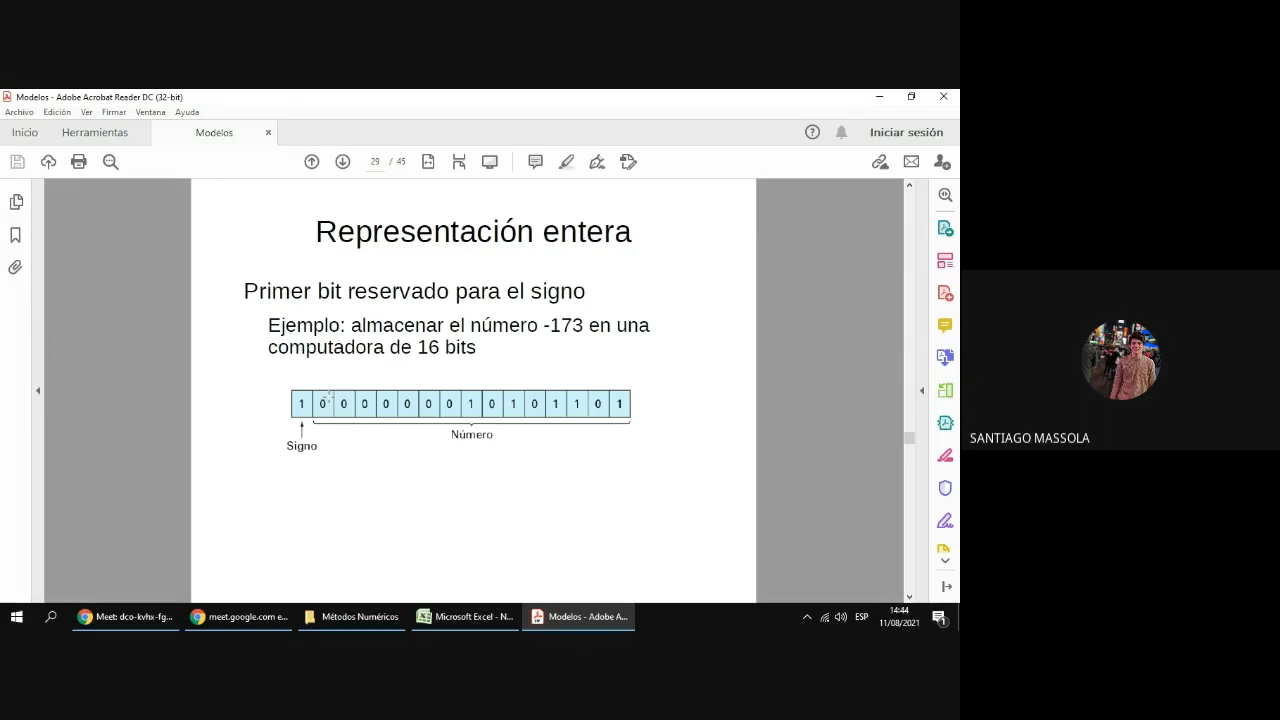 Modelos - Adobe Acrobat Reader DC (32-bit)
Archivo Edición Ver Firmar Ventana Ayuda
Inicio Herramientas Modelos × Iniciar sesión
29 / 45
Representación entera
Primer bit reservado para el signo
Ejemplo: almacenar el número -173 en una
computadora de 16 bits
1 0 0 0 0 0 0 0 1 0 1 0 1 1 0 1
Número
Signo
SANTIAGO MASSOLA
Meet: dco-kvhx-fg... meet.google.com e... Métodos Numéricos Microsoft Excel - N... Modelos - Adobe A... ESP 14:44
11/08/2021
1